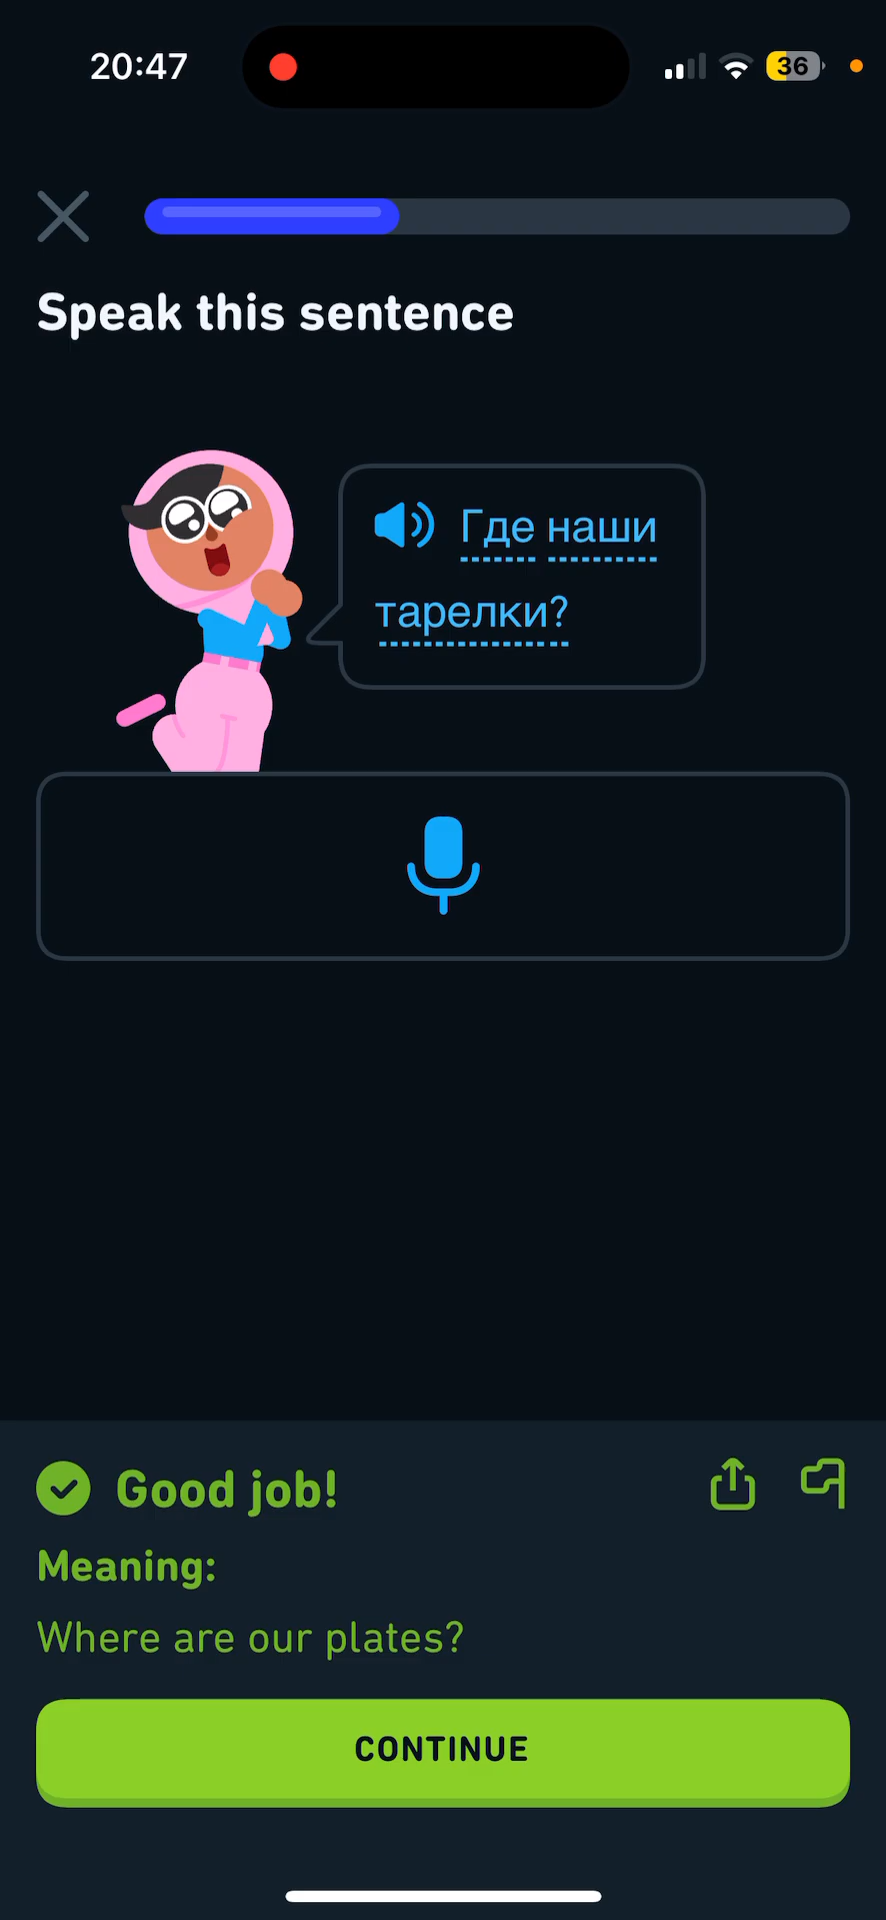 20:47
36
Speak this sentence
Где наши
тарелки?
Good job!
Meaning:
Where are our plates?
CONTINUE